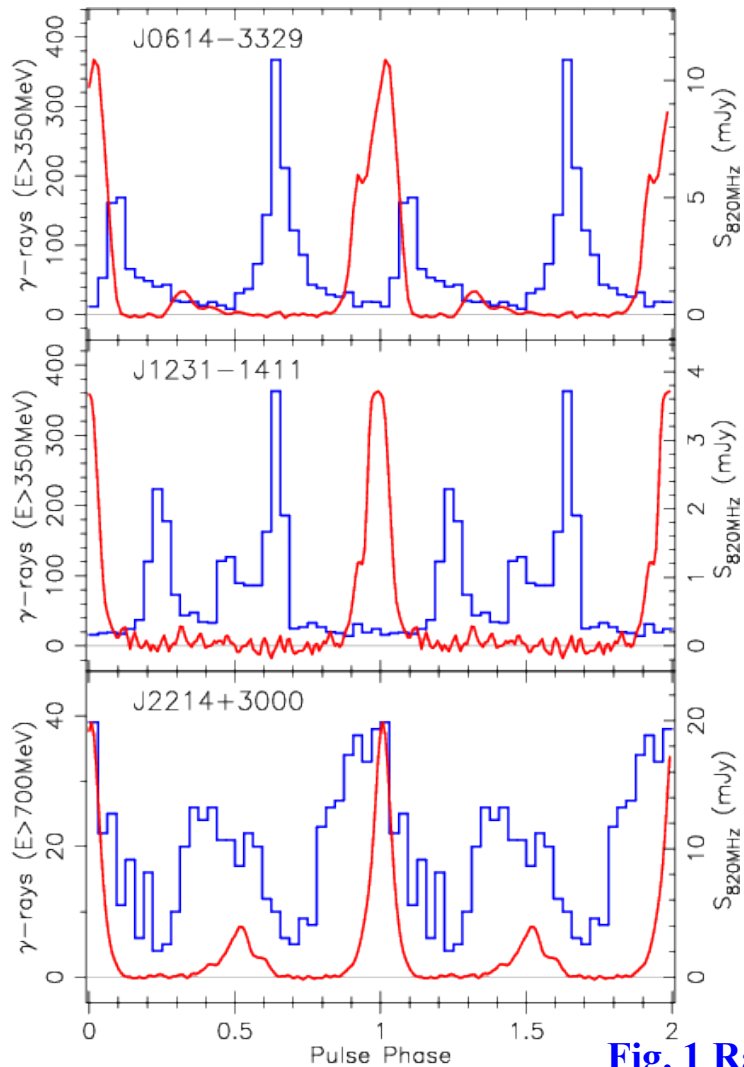 J0614−3329
γ−rays (E>350MeV)
400
300
200
100
0
S820MHz (mJy)
10
5
0
J1231−1411
γ−rays (E>350MeV)
400
300
200
100
0
S820MHz (mJy)
4
3
2
1
0
J2214+3000
γ−rays (E>700MeV)
40
20
0
S820MHz (mJy)
20
10
0
0 0.5 1 1.5 2
Pulse Phase
Fig. 1 Ra